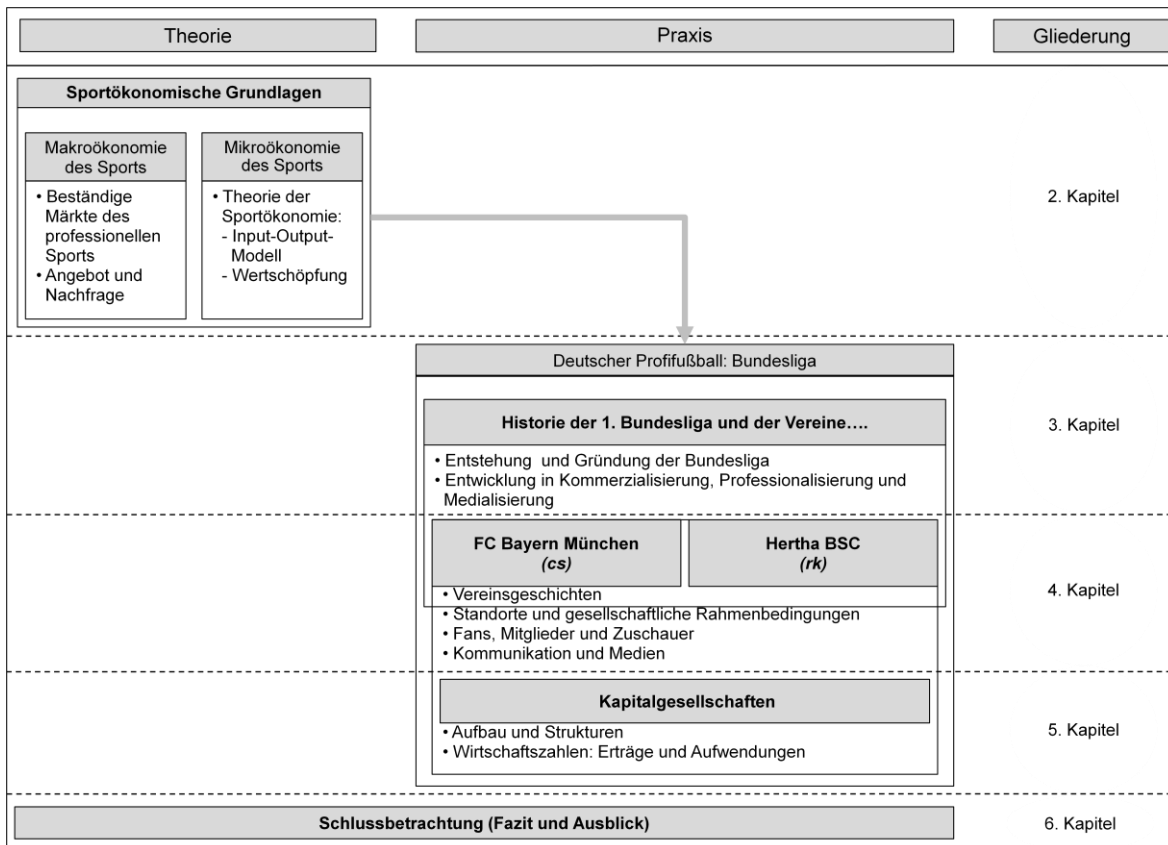 Theorie
Praxis
Gliederung
Sportökonomische Grundlagen
Makroökonomie
des Sports
• Beständige
Märkte des
professionellen
Sports
• Angebot und
Nachfrage
Mikroökonomie
des Sports
• Theorie der
Sportökonomie:
- Input-Output-
Modell
- Wertschöpfung
2. Kapitel
Deutscher Profifußball: Bundesliga
Historie der 1. Bundesliga und der Vereine….
• Entstehung und Gründung der Bundesliga
• Entwicklung in Kommerzialisierung, Professionalisierung und
Medialisierung
3. Kapitel
FC Bayern München
(cs)
Hertha BSC
(rk)
• Vereinsgeschichten
• Standorte und gesellschaftliche Rahmenbedingungen
• Fans, Mitglieder und Zuschauer
• Kommunikation und Medien
4. Kapitel
Kapitalgesellschaften
• Aufbau und Strukturen
• Wirtschaftszahlen: Erträge und Aufwendungen
5. Kapitel
Schlussbetrachtung (Fazit und Ausblick)
6. Kapitel